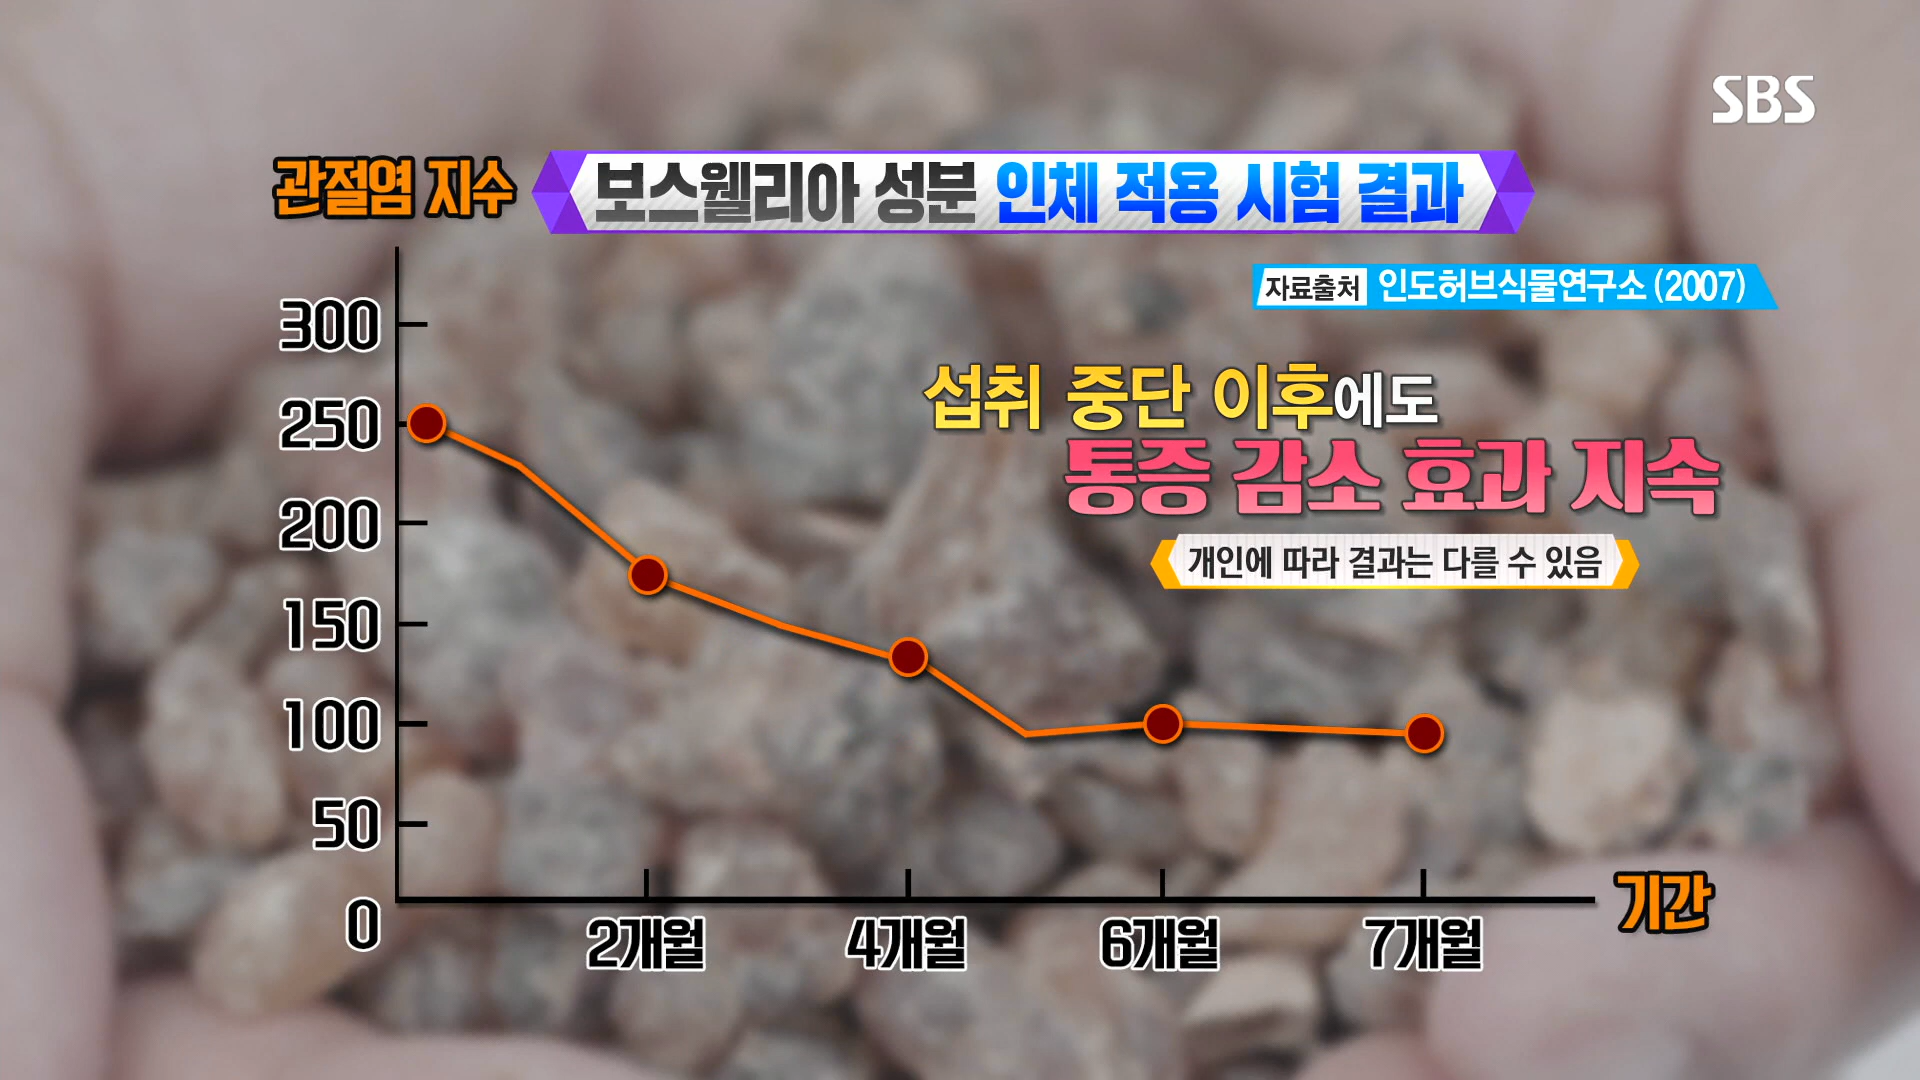 SBS
관절염 지수
보스웰리아 성분 인체 적용 시험 결과
자료출처 인도허브식물연구소 (2007)
섭취 중단 이후에도
통증 감소 효과 지속
개인에 따라 결과는 다를 수 있음
300
250
200
150
100
50
0
2개월 4개월 6개월 7개월
기간